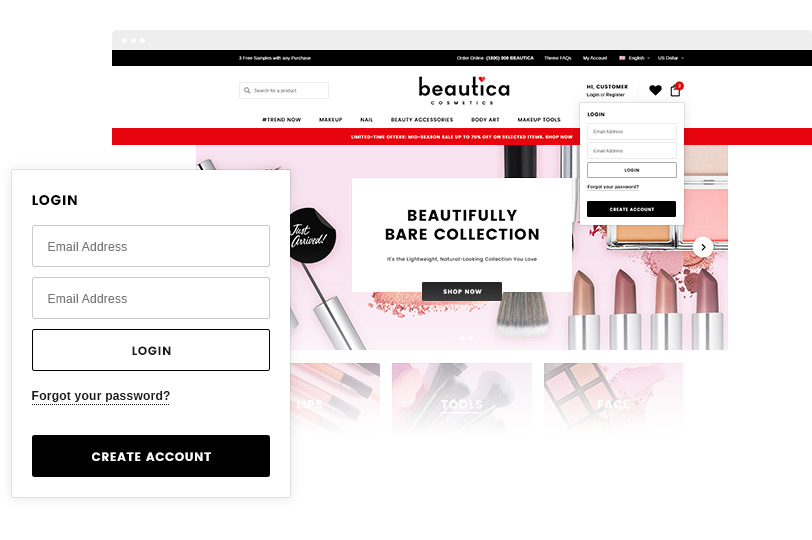 3 Free Samples with any Purchase
Order Online (1800) 000 BEAUTICA
Theme FAQs
My Account
English
US Dollar
Search for a product
beautica
COSMETICS
HI, CUSTOMER
Login or Register
2
#TREND NOW
MAKEUP
NAIL
BEAUTY ACCESSORIES
BODY ART
MAKEUP TOOLS
LIMITED-TIME OFFERS: MID-SEASON SALE UP TO 70% OFF ON SELECTED ITEMS. SHOP NOW
LOGIN
Email Address
Email Address
LOGIN
Forgot your password?
CREATE ACCOUNT
Just
Arrived!
BEAUTIFULLY
BARE COLLECTION
It's the Lightweight, Natural-Looking Collection You Love
SHOP NOW
LIPS
TOOLS
FACE
LOGIN
Email Address
Email Address
LOGIN
Forgot your password?
CREATE ACCOUNT